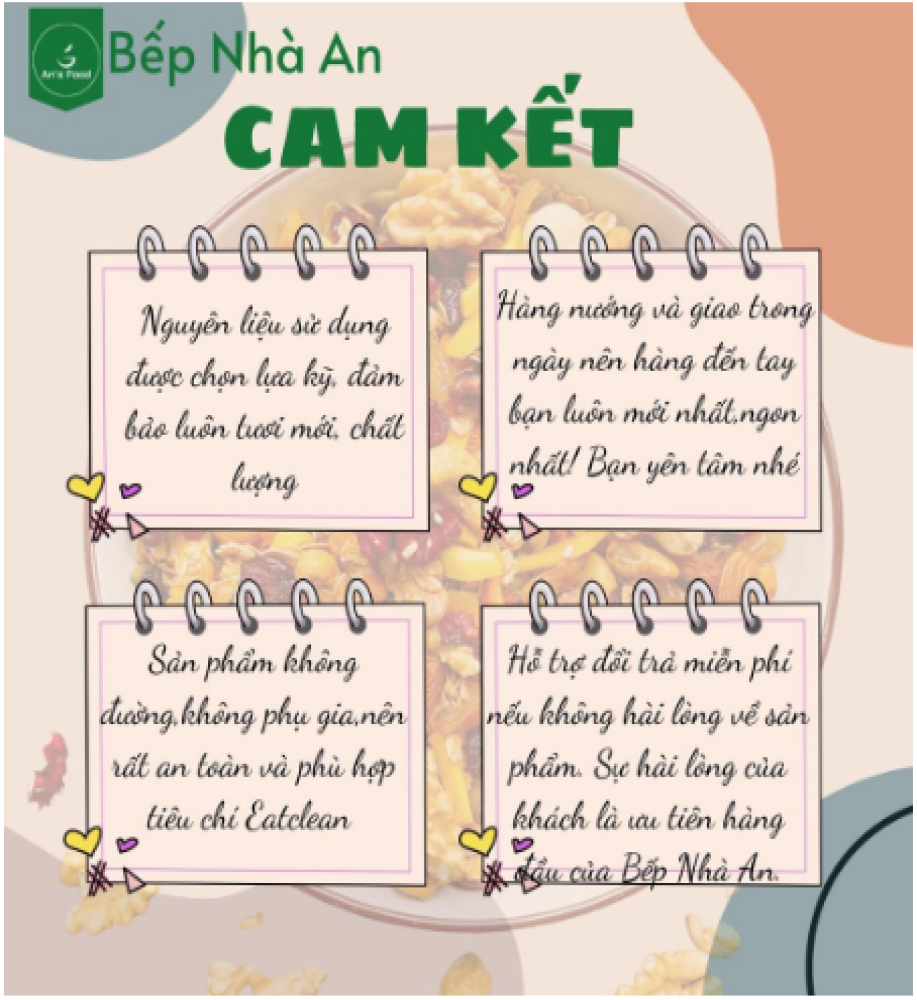 An's Food
Bếp Nhà An
CAM KẾT
Nguyên liệu sử dụng
được chọn lựa kỹ, đảm
bảo luôn tươi mới, chất
lượng
Hàng nướng và giao trong
ngày nên hàng đến tay
bạn luôn mới nhất,ngon
nhất! Bạn yên tâm nhé
Sản phẩm không
đường,không phụ gia,nên
rất an toàn và phù hợp
tiêu chí Eatclean
Hỗ trợ đổi trả miễn phí
nếu không hài lòng về sản
phẩm. Sự hài lòng của
khách là ưu tiên hàng
đầu của Bếp Nhà An.